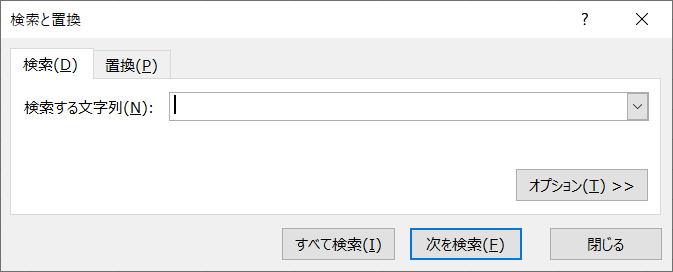 検索と置換
検索(D) 置換(P)
検索する文字列(N):
オプション(T) >>
すべて検索(I) 次を検索(F) 閉じる